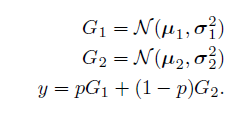 G₁ = 𝒩(μ₁, σ₁²)
G₂ = 𝒩(μ₂, σ₂²)
y = pG₁ + (1 − p)G₂.